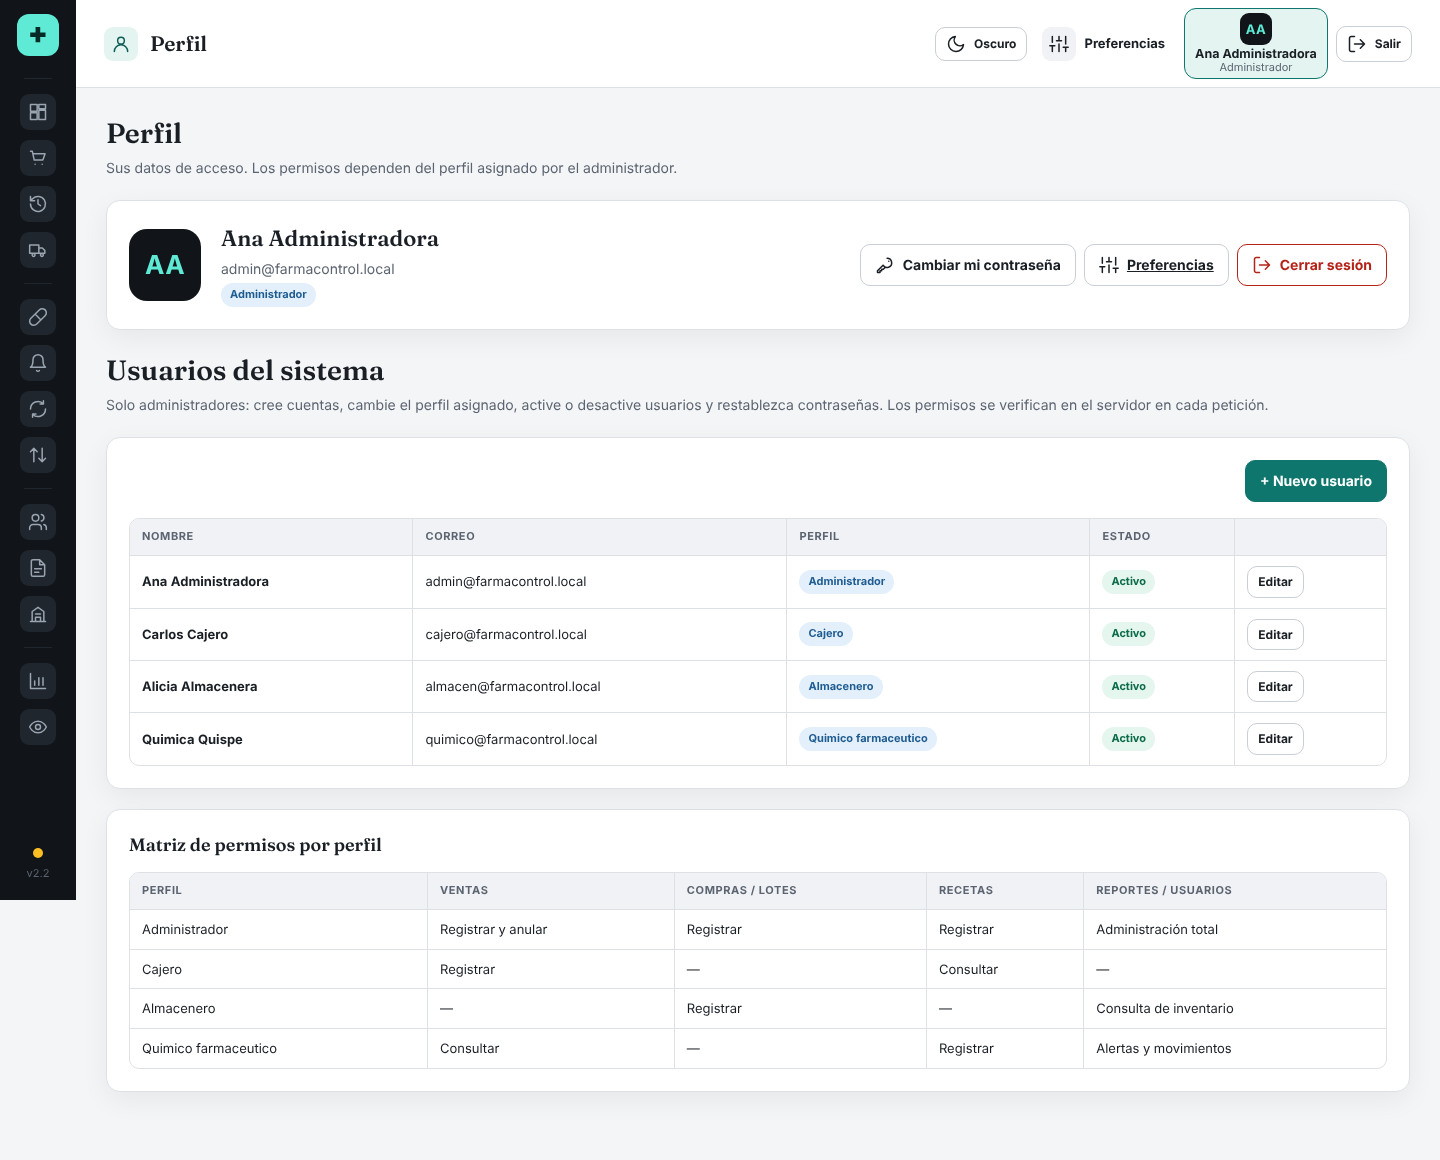 Perfil
Oscuro
Preferencias
AA
Ana Administradora
Administrador
Salir
Perfil
Sus datos de acceso. Los permisos dependen del perfil asignado por el administrador.
AA
Ana Administradora
admin@farmacontrol.local
Administrador
Cambiar mi contraseña
Preferencias
Cerrar sesión
Usuarios del sistema
Solo administradores: cree cuentas, cambie el perfil asignado, active o desactive usuarios y restablezca contraseñas. Los permisos se verifican en el servidor en cada petición.
+ Nuevo usuario
NOMBRE CORREO PERFIL ESTADO
Ana Administradora admin@farmacontrol.local Administrador Activo Editar
Carlos Cajero cajero@farmacontrol.local Cajero Activo Editar
Alicia Almacenera almacen@farmacontrol.local Almacenero Activo Editar
Quimica Quispe quimico@farmacontrol.local Quimico farmaceutico Activo Editar
Matriz de permisos por perfil
PERFIL VENTAS COMPRAS / LOTES RECETAS REPORTES / USUARIOS
Administrador Registrar y anular Registrar Registrar Administración total
Cajero Registrar — Consultar —
Almacenero — Registrar — Consulta de inventario
Quimico farmaceutico Consultar — Registrar Alertas y movimientos
v2.2